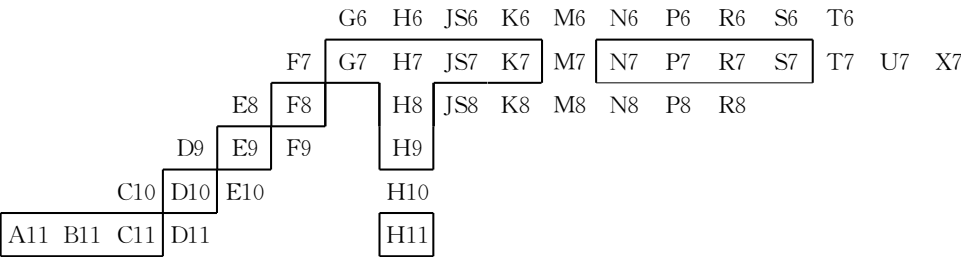 G6 H6 JS6 K6 M6 N6 P6 R6 S6 T6
F7 G7 H7 JS7 K7 M7 N7 P7 R7 S7 T7 U7 X7
E8 F8 H8 JS8 K8 M8 N8 P8 R8
D9 E9 F9 H9
C10 D10 E10 H10
A11 B11 C11 D11 H11